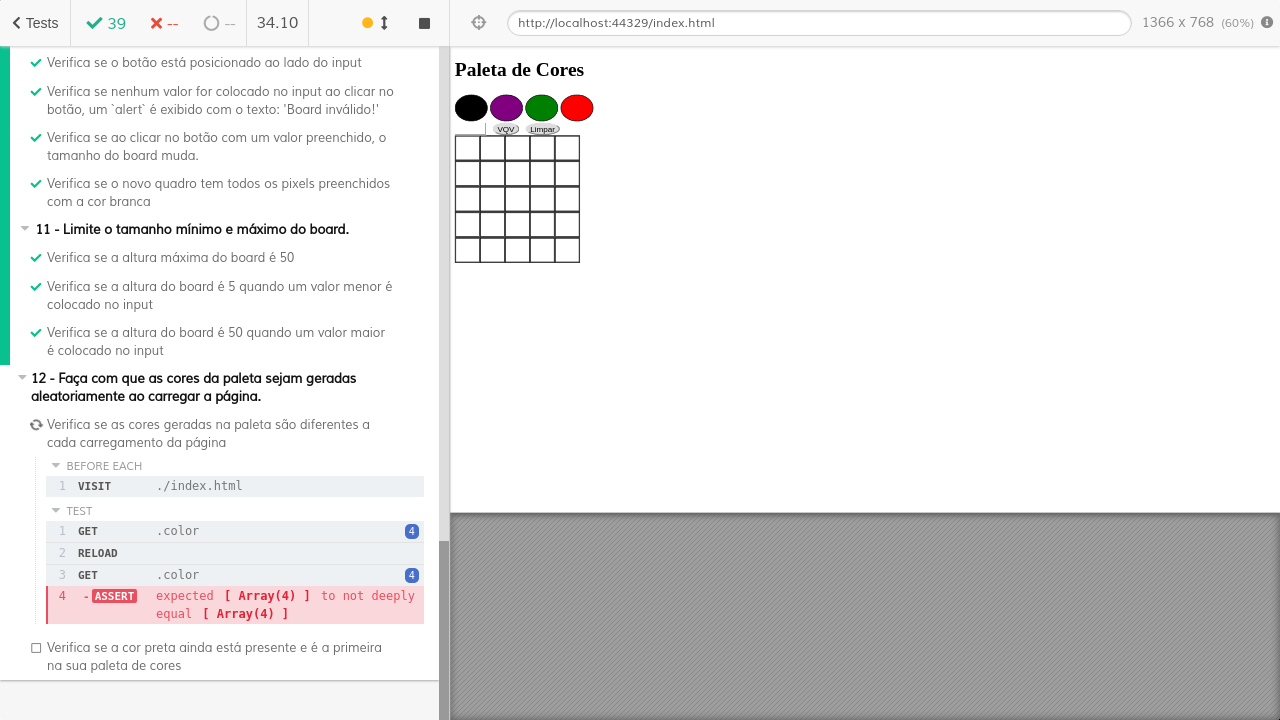 Tests
39
--
--
34.10
http://localhost:44329/index.html
1366 x 768 (60%)
Verifica se o botão está posicionado ao lado do input
Verifica se nenhum valor for colocado no input ao clicar no
botão, um `alert` é exibido com o texto: 'Board inválido!'
Verifica se ao clicar no botão com um valor preenchido, o
tamanho do board muda.
Verifica se o novo quadro tem todos os pixels preenchidos
com a cor branca
11 - Limite o tamanho mínimo e máximo do board.
Verifica se a altura máxima do board é 50
Verifica se a altura do board é 5 quando um valor menor é
colocado no input
Verifica se a altura do board é 50 quando um valor maior
é colocado no input
12 - Faça com que as cores da paleta sejam geradas
aleatoriamente ao carregar a página.
Verifica se as cores geradas na paleta são diferentes a
cada carregamento da página
BEFORE EACH
1 VISIT ./index.html
TEST
1 GET .color 4
2 RELOAD
3 GET .color 4
4 -ASSERT expected [ Array(4) ] to not deeply
equal [ Array(4) ]
Verifica se a cor preta ainda está presente e é a primeira
na sua paleta de cores
Paleta de Cores
VQV Limpar